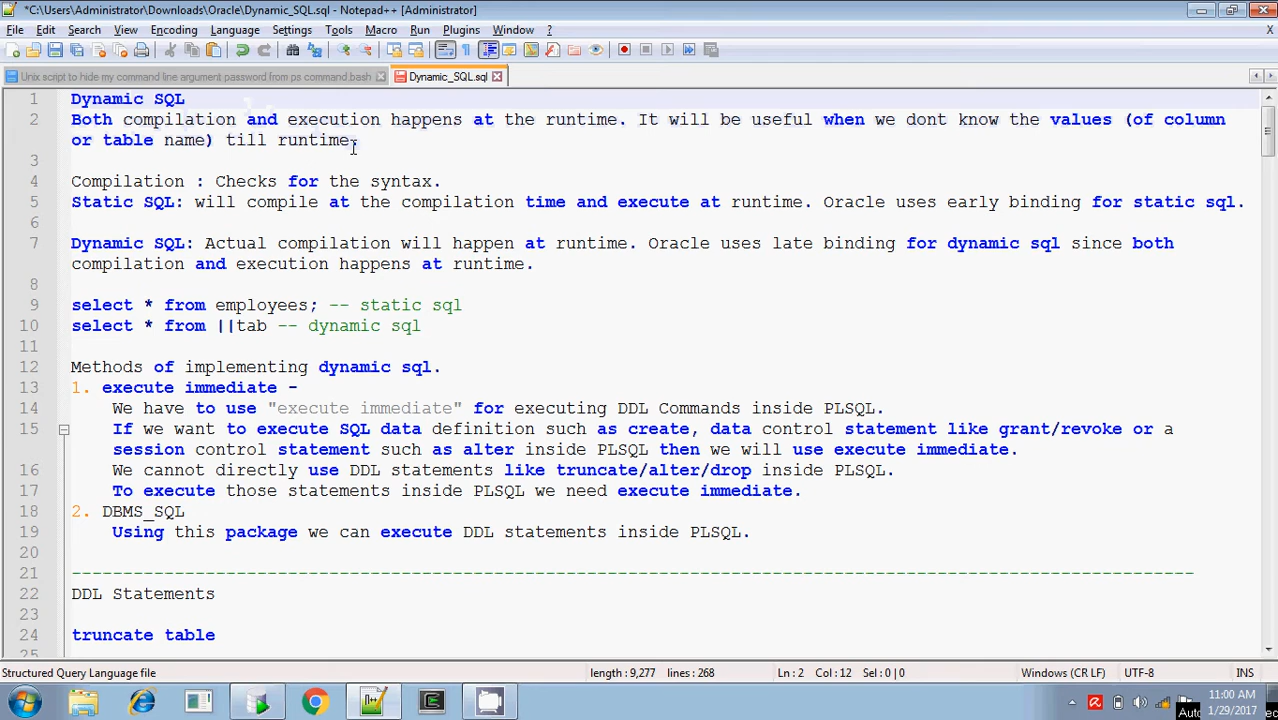 *C:\Users\Administrator\Downloads\Oracle\Dynamic_SQL.sql - Notepad++ [Administrator]
File Edit Search View Encoding Language Settings Tools Macro Run Plugins Window ? X
Unix script to hide my command line argument password from ps command.bash Dynamic_SQL.sql
1 Dynamic SQL
2 Both compilation and execution happens at the runtime. It will be useful when we dont know the values (of column
or table name) till runtime.
3
4 Compilation : Checks for the syntax.
5 Static SQL: will compile at the compilation time and execute at runtime. Oracle uses early binding for static sql.
6
7 Dynamic SQL: Actual compilation will happen at runtime. Oracle uses late binding for dynamic sql since both
compilation and execution happens at runtime.
8
9 select * from employees; -- static sql
10 select * from ||tab -- dynamic sql
11
12 Methods of implementing dynamic sql.
13 1. execute immediate -
14 We have to use "execute immediate" for executing DDL Commands inside PLSQL.
15 If we want to execute SQL data definition such as create, data control statement like grant/revoke or a
session control statement such as alter inside PLSQL then we will use execute immediate.
16 We cannot directly use DDL statements like truncate/alter/drop inside PLSQL.
17 To execute those statements inside PLSQL we need execute immediate.
18 2. DBMS_SQL
19 Using this package we can execute DDL statements inside PLSQL.
20
21 -------------------------------------------------------------------------------------------------------------
22 DDL Statements
23
24 truncate table
25
Structured Query Language file length : 9,277 lines : 268 Ln : 2 Col : 12 Sel : 0 | 0 Windows (CR LF) UTF-8 INS
11:00 AM
1/29/2017